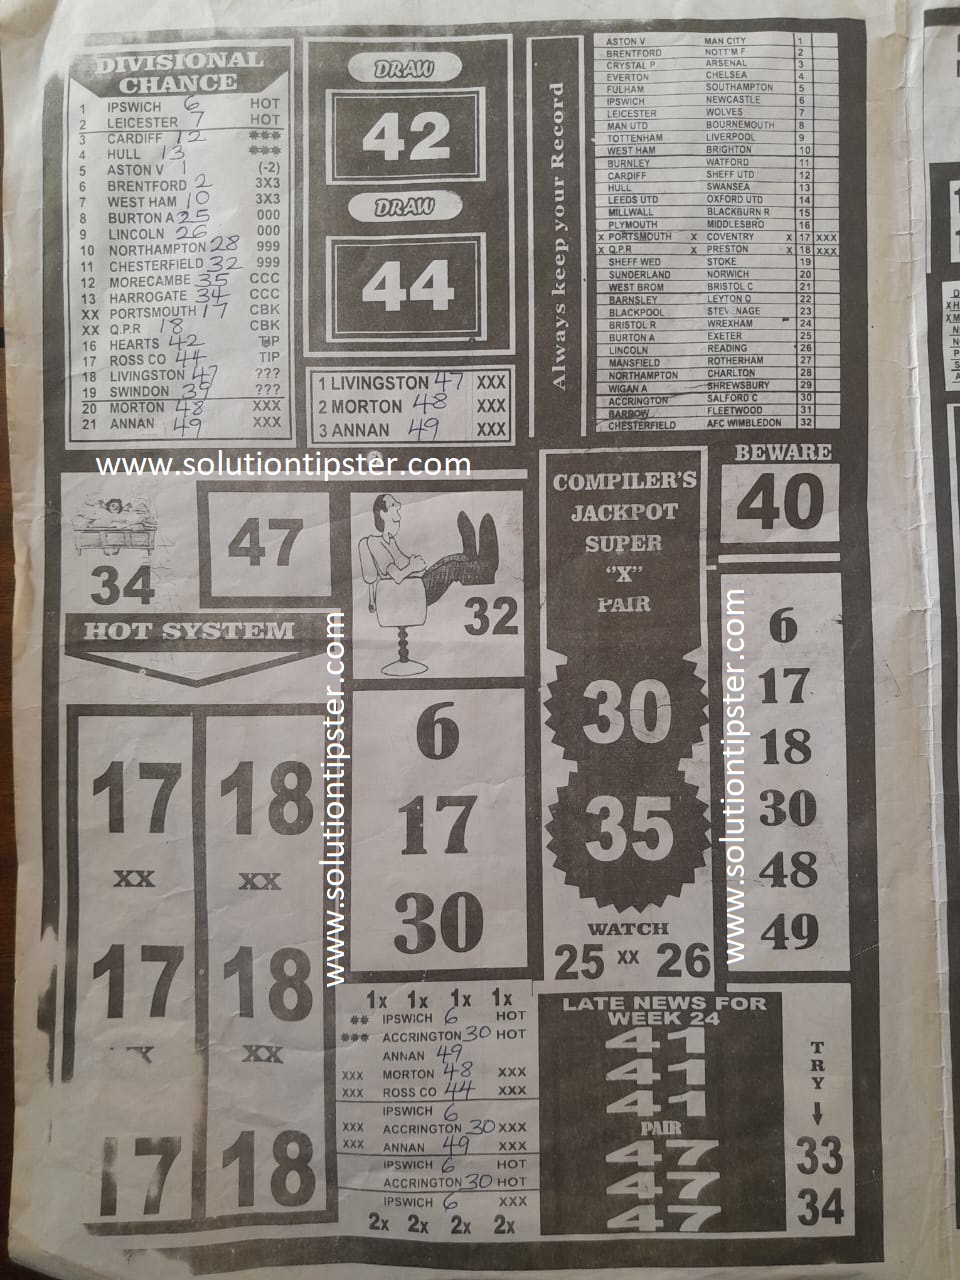 DIVISIONAL
CHANCE
1 IPSWICH 6 HOT
2 LEICESTER 7 HOT
3 CARDIFF 12 ***
4 HULL 13 ***
5 ASTON V 1 (-2)
6 BRENTFORD 2 3X3
7 WEST HAM 10 3X3
8 BURTON A 25 000
9 LINCOLN 26 000
10 NORTHAMPTON 28 999
11 CHESTERFIELD 32 999
12 MORECAMBE 35 CCC
13 HARROGATE 34 CCC
XX PORTSMOUTH 17 CBK
XX Q.P.R 18 CBK
16 HEARTS 42 TIP
17 ROSS CO 44 TIP
18 LIVINGSTON 47 ???
19 SWINDON 39 ???
20 MORTON 48 XXX
21 ANNAN 49 XXX
DRAW
42
DRAW
44
1 LIVINGSTON 47 XXX
2 MORTON 48 XXX
3 ANNAN 49 XXX
Always keep your Record
ASTON V MAN CITY 1
BRENTFORD NOTT'M F 2
CRYSTAL P ARSENAL 3
EVERTON CHELSEA 4
FULHAM SOUTHAMPTON 5
IPSWICH NEWCASTLE 6
LEICESTER WOLVES 7
MAN UTD BOURNEMOUTH 8
TOTTENHAM LIVERPOOL 9
WEST HAM BRIGHTON 10
BURNLEY WATFORD 11
CARDIFF SHEFF UTD 12
HULL SWANSEA 13
LEEDS UTD OXFORD UTD 14
MILLWALL BLACKBURN R 15
PLYMOUTH MIDDLESBRO 16
X PORTSMOUTH X COVENTRY X 17 XXX
X Q.P.R X PRESTON X 18 XXX
SHEFF WED STOKE 19
SUNDERLAND NORWICH 20
WEST BROM BRISTOL C 21
BARNSLEY LEYTON O 22
BLACKPOOL STEVENAGE 23
BRISTOL R WREXHAM 24
BURTON A EXETER 25
LINCOLN READING 26
MANSFIELD ROTHERHAM 27
NORTHAMPTON CHARLTON 28
WIGAN A SHREWSBURY 29
ACCRINGTON SALFORD C 30
BARROW FLEETWOOD 31
CHESTERFIELD AFC WIMBLEDON 32
www.solutiontipster.com
34
47
HOT SYSTEM
17 18
XX XX
17 18
XX
17 18
www.solutiontipster.com
32
6
17
30
1x 1x 1x 1x
** IPSWICH 6 HOT
*** ACCRINGTON 30 HOT
ANNAN 49
XXX MORTON 48 XXX
XXX ROSS CO 44 XXX
IPSWICH 6
XXX ACCRINGTON 30 XXX
XXX ANNAN 49 XXX
IPSWICH 6 HOT
ACCRINGTON 30 HOT
IPSWICH 6 XXX
2x 2x 2x 2x
COMPILER'S
JACKPOT
SUPER
"X"
PAIR
30
35
WATCH
25 XX 26
LATE NEWS FOR
WEEK 24
41
41
41
PAIR
47
47
47
BEWARE
40
www.solutiontipster.com
6
17
18
30
48
49
TRY
33
34